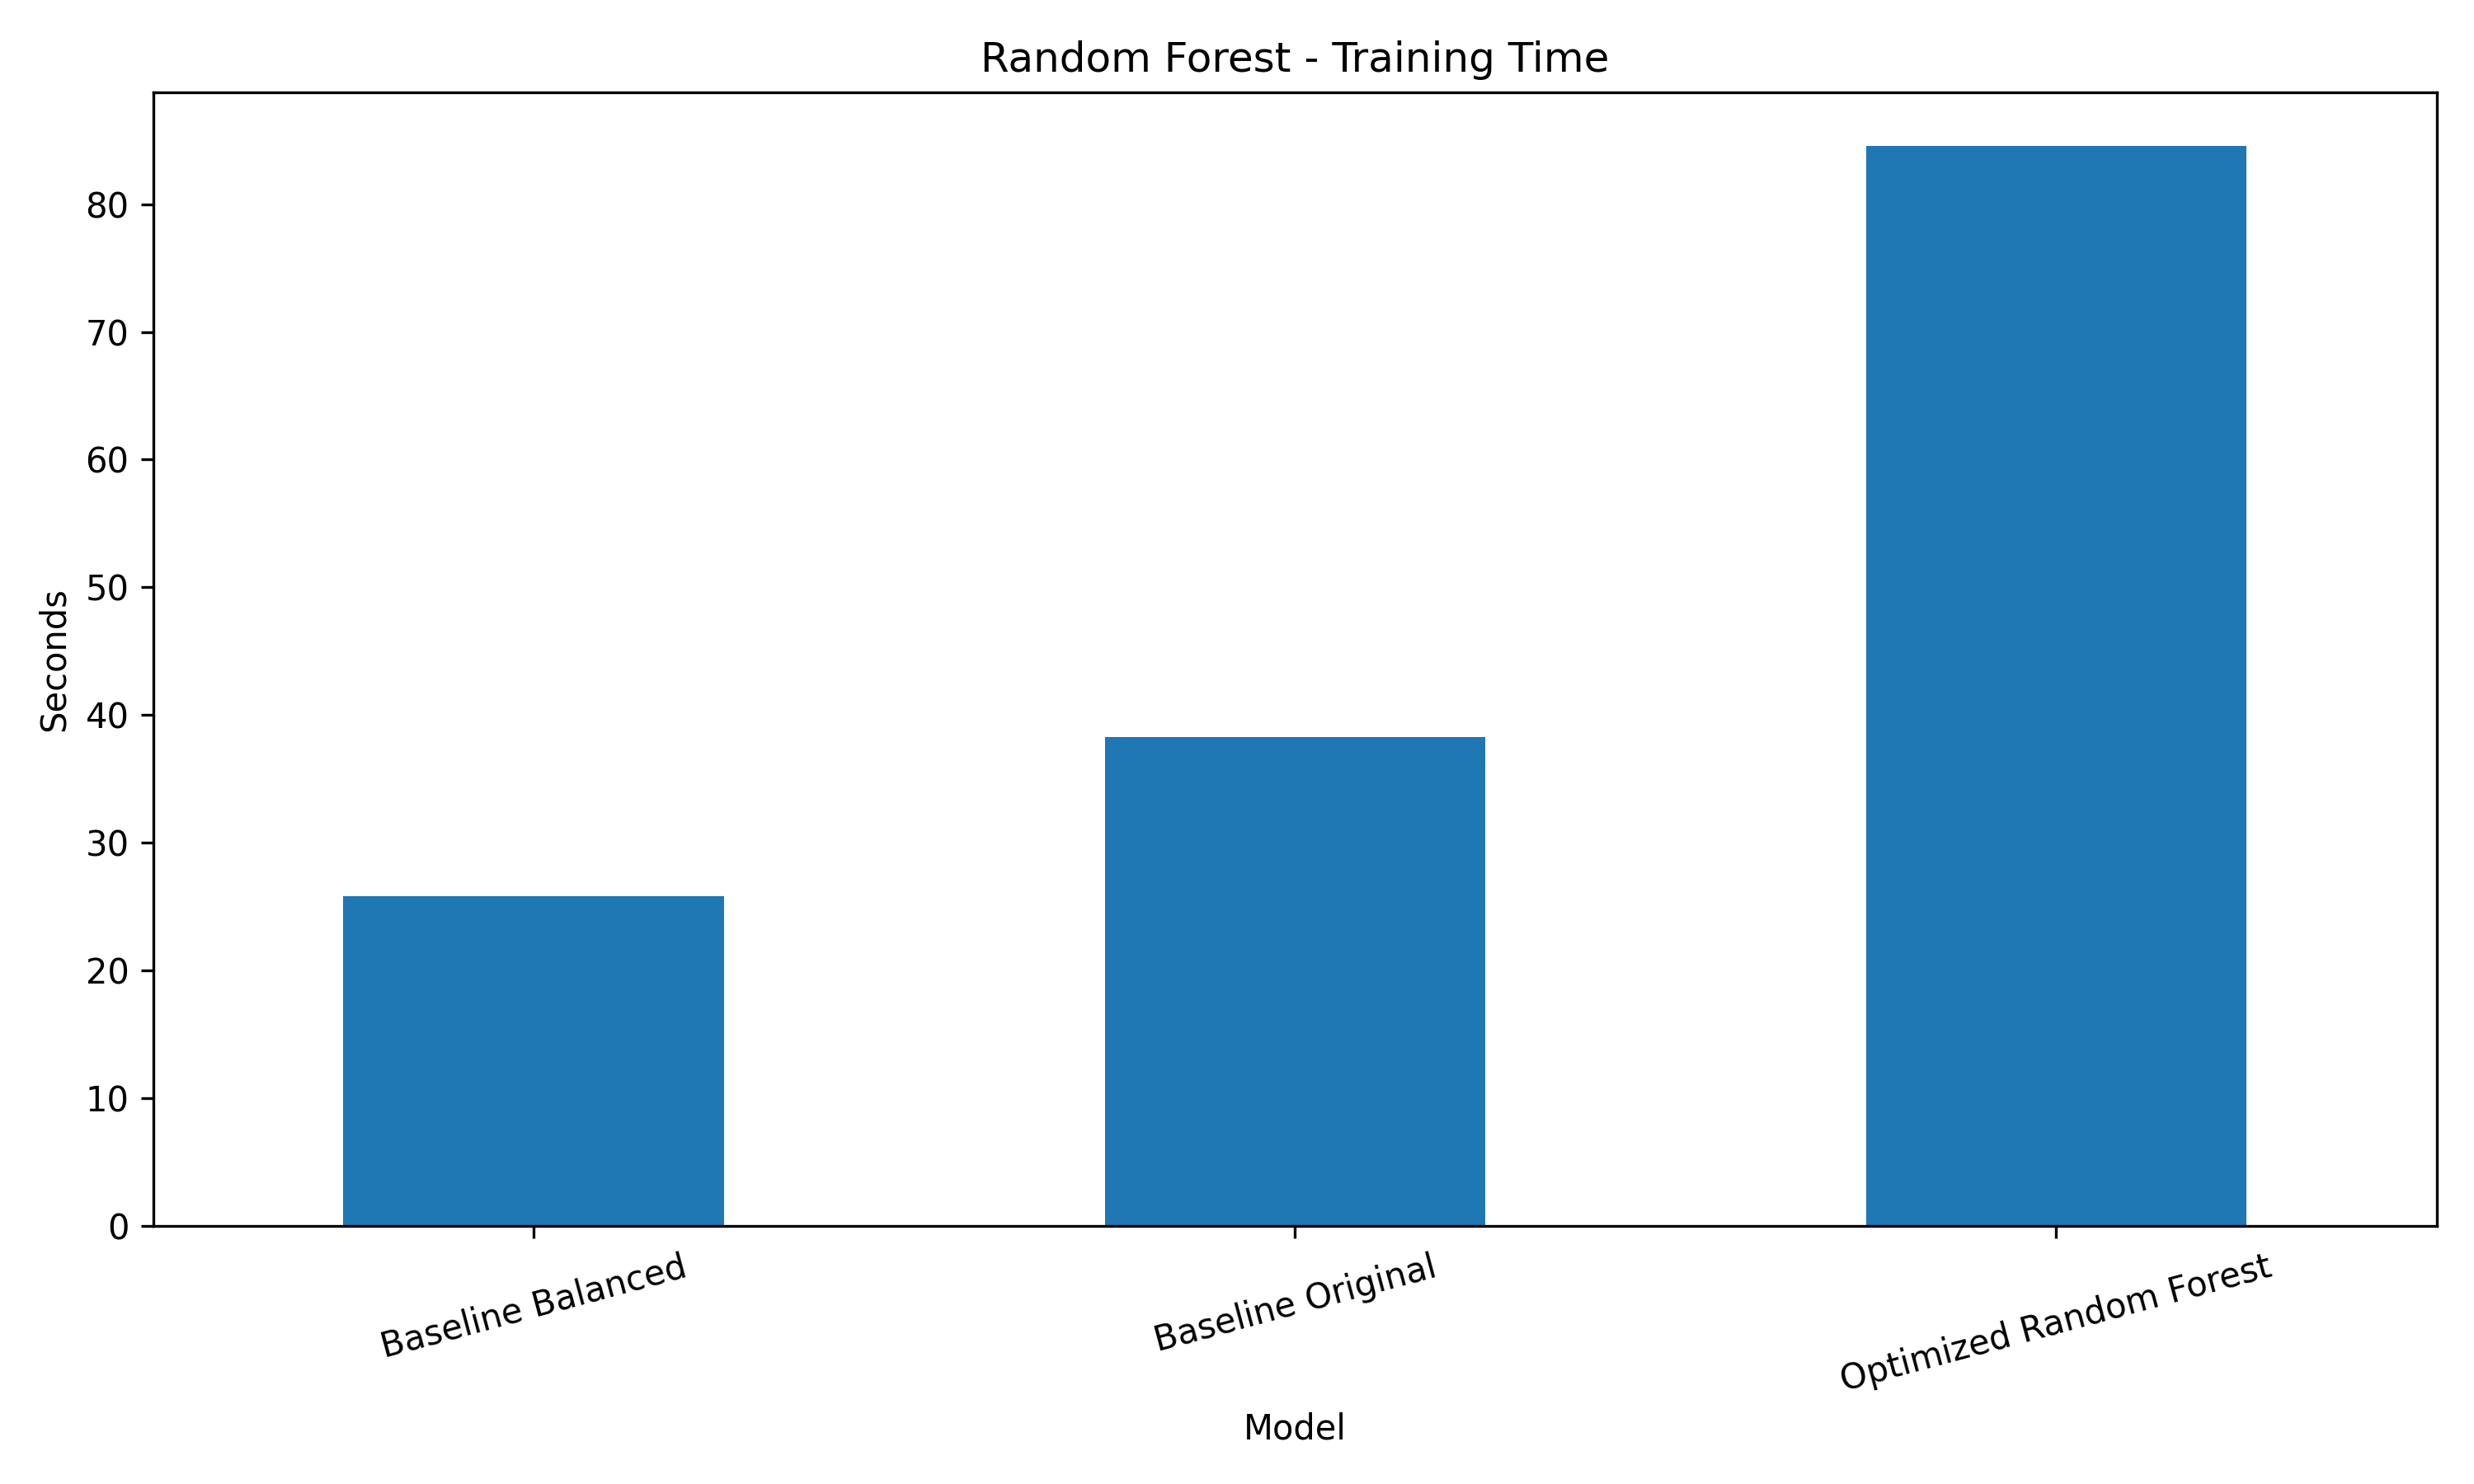 Random Forest - Training Time
Seconds
80
70
60
50
40
30
20
10
0
Baseline Balanced
Baseline Original
Optimized Random Forest
Model